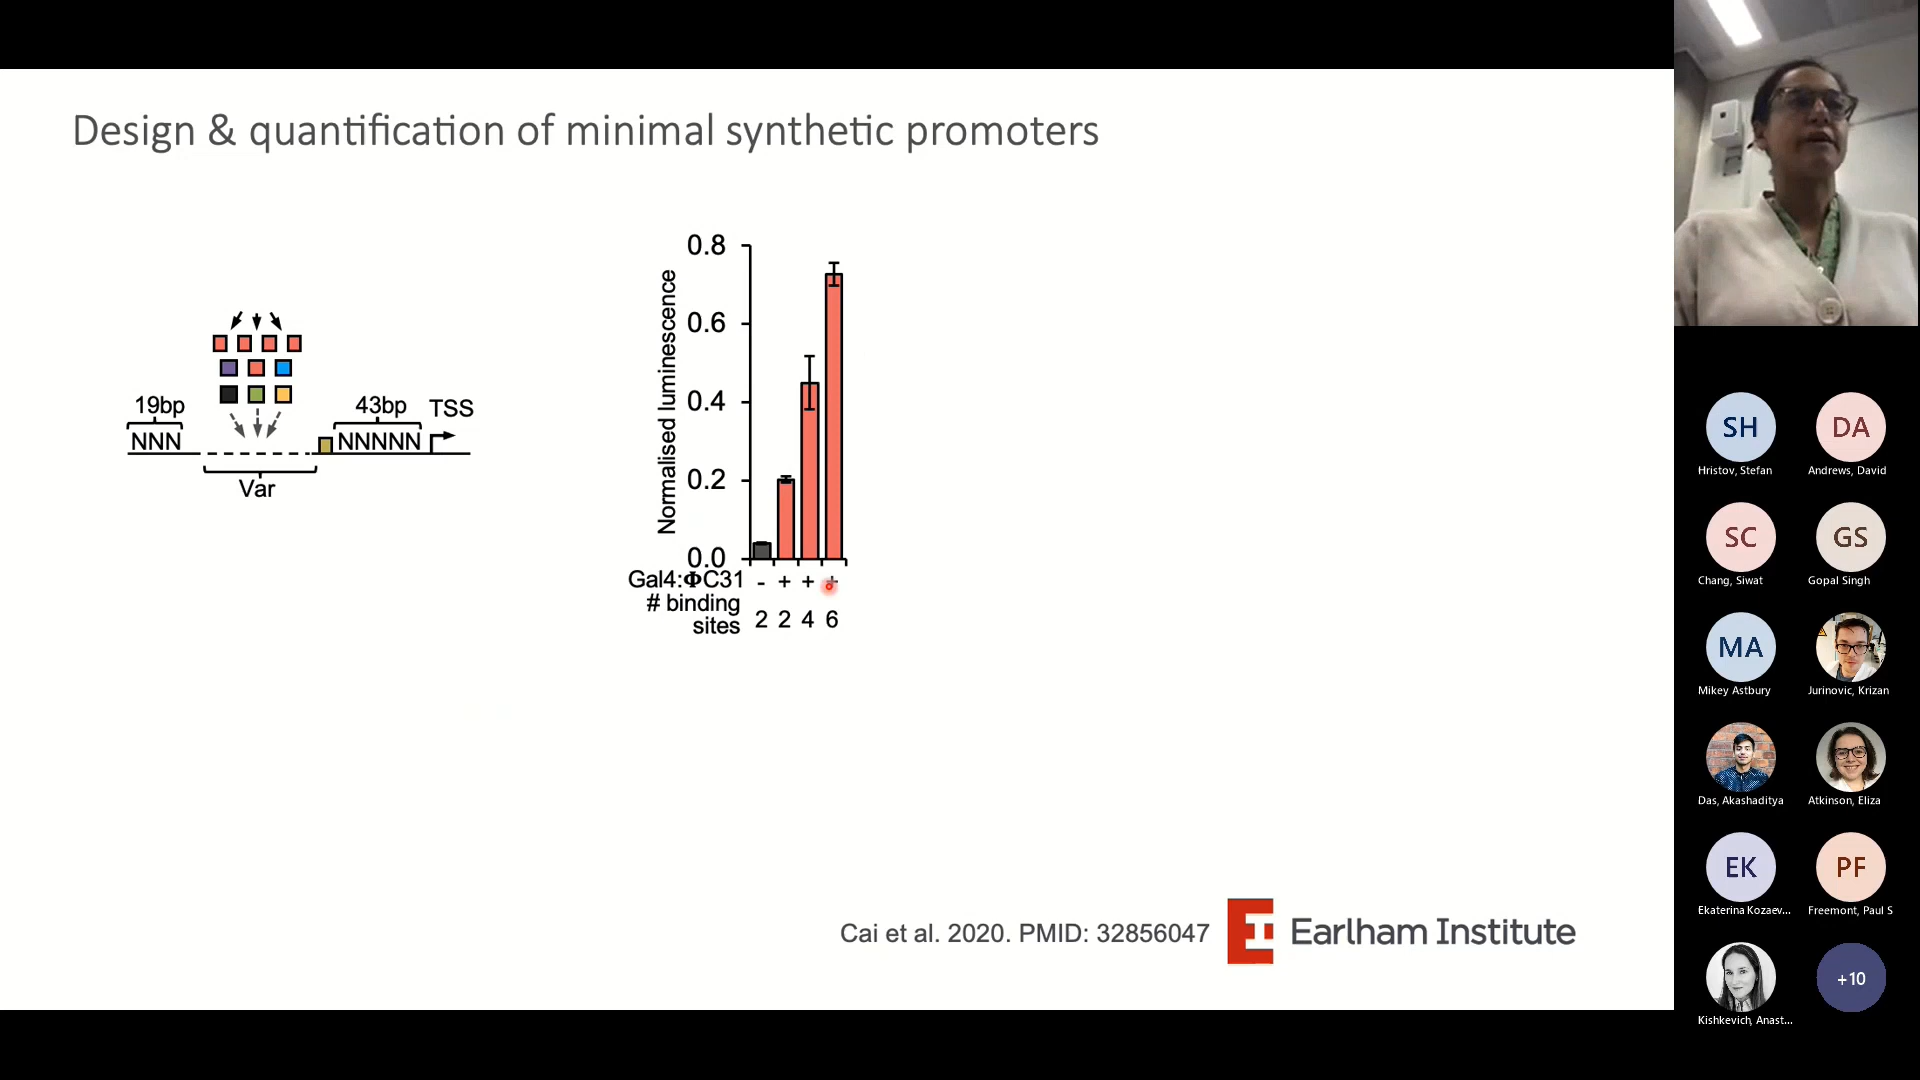 Design & quantification of minimal synthetic promoters
19bp
NNN
Var
43bp
NNNNN
TSS
Normalised luminescence
0.8
0.6
0.4
0.2
0.0
Gal4:ΦC31 - + + +
# binding
sites 2 2 4 6
Cai et al. 2020. PMID: 32856047
Earlham Institute
SH
Hristov, Stefan
DA
Andrews, David
SC
Chang, Siwat
GS
Gopal Singh
MA
Mikey Astbury
Jurinovic, Krizan
Das, Akashaditya
Atkinson, Eliza
EK
Ekaterina Kozaev...
PF
Freemont, Paul S
Kishkevich, Anast...
+10